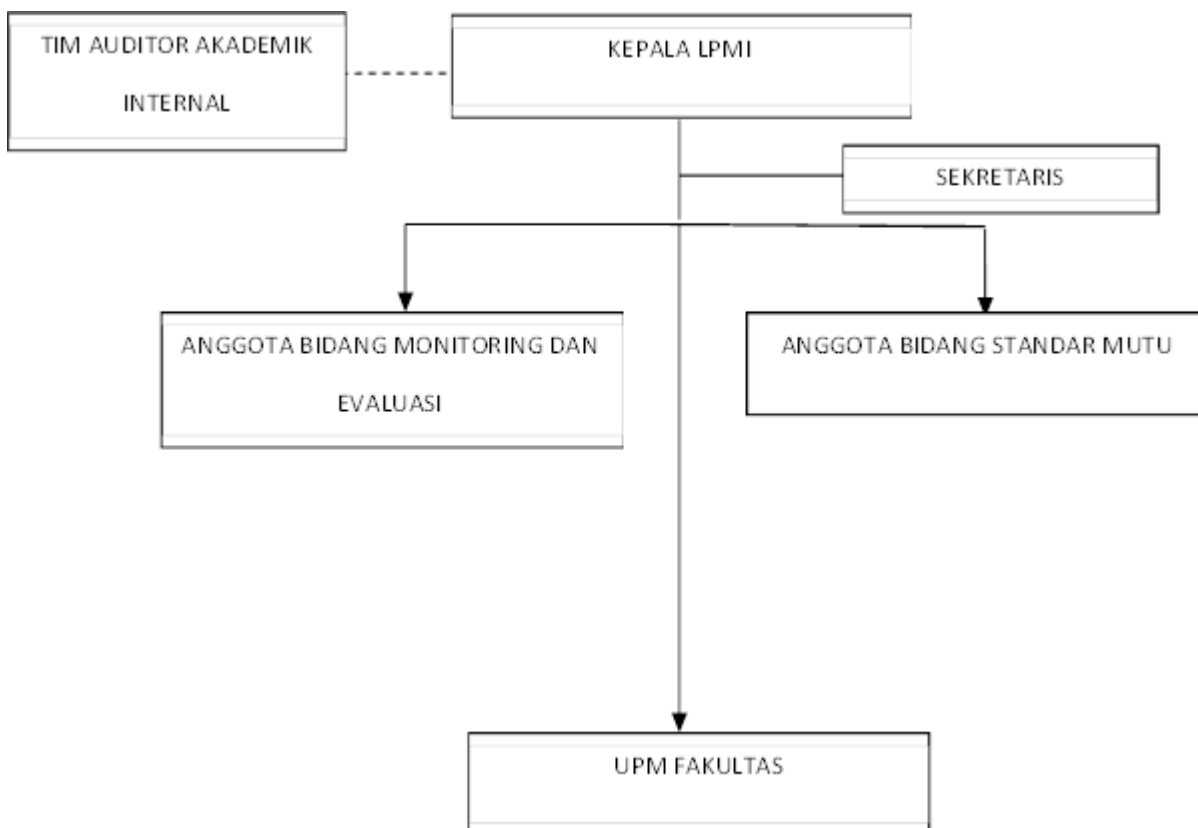 TIM AUDITOR AKADEMIK
INTERNAL
KEPALA LPMI
SEKRETARIS
ANGGOTA BIDANG MONITORING DAN
EVALUASI
ANGGOTA BIDANG STANDAR MUTU
UPM FAKULTAS